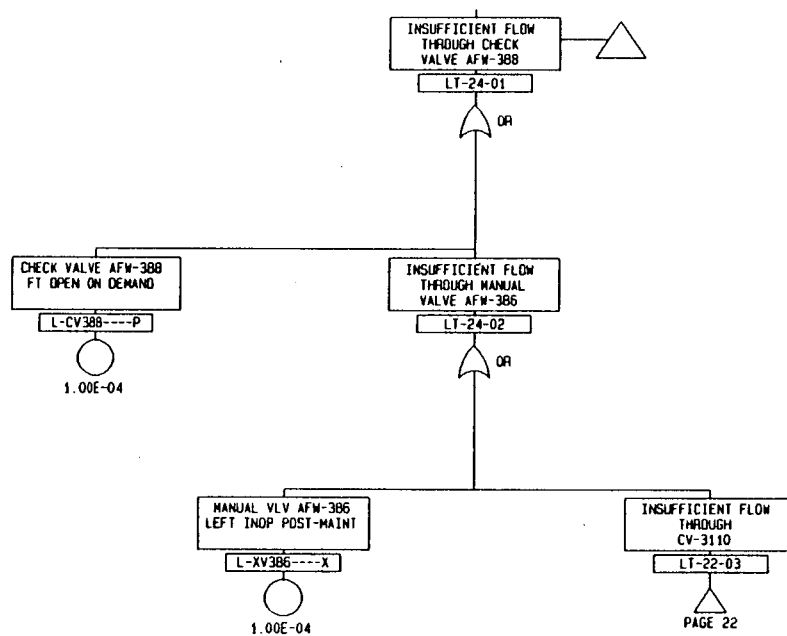 INSUFFICIENT FLOW
THROUGH CHECK
VALVE AFW-388
LT-24-01
OR
CHECK VALVE AFW-388
FT OPEN ON DEMAND
L-CV388----P
1.00E-04
INSUFFICIENT FLOW
THROUGH MANUAL
VALVE AFW-386
LT-24-02
OR
MANUAL VLV AFW-386
LEFT INOP POST-MAINT
L-XV386----X
1.00E-04
INSUFFICIENT FLOW
THROUGH
CV-3110
LT-22-03
PAGE 22